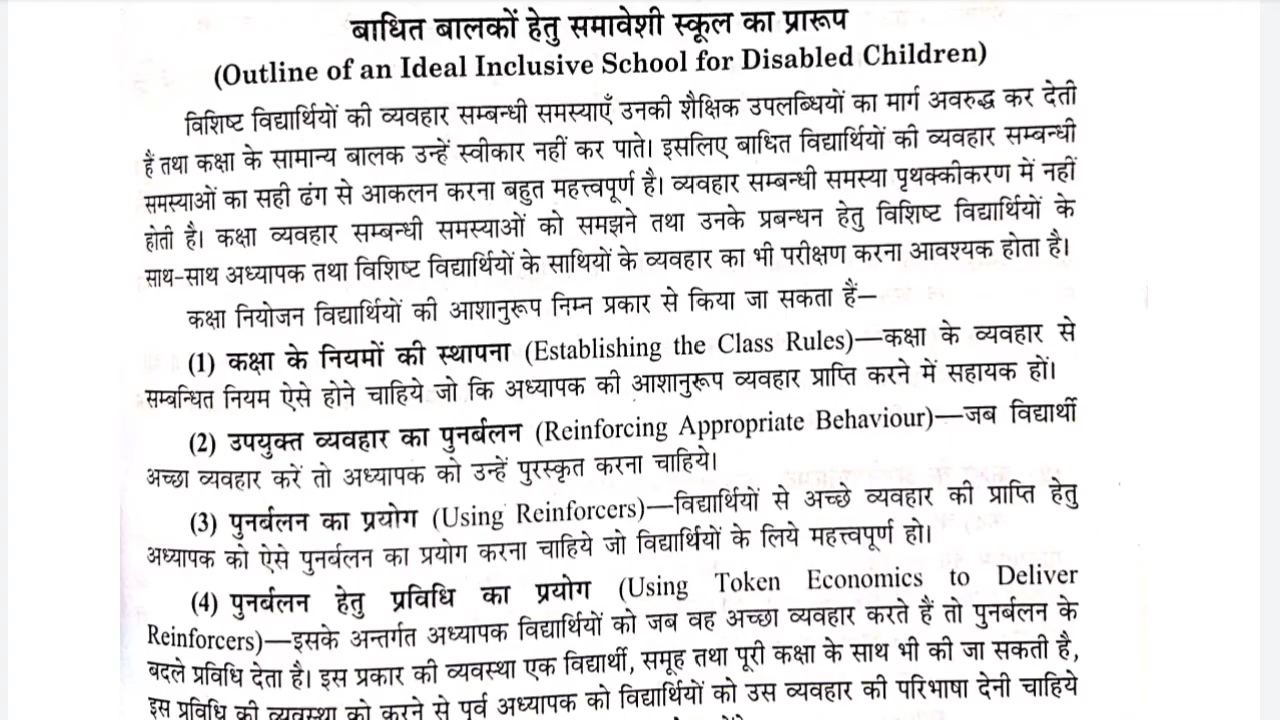 बाधित बालकों हेतु समावेशी स्कूल का प्रारूप
(Outline of an Ideal Inclusive School for Disabled Children)
विशिष्ट विद्यार्थियों की व्यवहार सम्बन्धी समस्याएँ उनकी शैक्षिक उपलब्धियों का मार्ग अवरुद्ध कर देती
हैं तथा कक्षा के सामान्य बालक उन्हें स्वीकार नहीं कर पाते। इसलिए बाधित विद्यार्थियों की व्यवहार सम्बन्धी
समस्याओं का सही ढंग से आकलन करना बहुत महत्त्वपूर्ण है। व्यवहार सम्बन्धी समस्या पृथक्कीकरण में नहीं
होती है। कक्षा व्यवहार सम्बन्धी समस्याओं को समझने तथा उनके प्रबन्धन हेतु विशिष्ट विद्यार्थियों के
साथ-साथ अध्यापक तथा विशिष्ट विद्यार्थियों के साथियों के व्यवहार का भी परीक्षण करना आवश्यक होता है।
कक्षा नियोजन विद्यार्थियों की आशानुरूप निम्न प्रकार से किया जा सकता हैं—
(1) कक्षा के नियमों की स्थापना (Establishing the Class Rules)—कक्षा के व्यवहार से
सम्बन्धित नियम ऐसे होने चाहिये जो कि अध्यापक की आशानुरूप व्यवहार प्राप्ति करने में सहायक हों।
(2) उपयुक्त व्यवहार का पुनर्बलन (Reinforcing Appropriate Behaviour)—जब विद्यार्थी
अच्छा व्यवहार करें तो अध्यापक को उन्हें पुरस्कृत करना चाहिये।
(3) पुनर्बलन का प्रयोग (Using Reinforcers)—विद्यार्थियों से अच्छे व्यवहार की प्राप्ति हेतु
अध्यापक को ऐसे पुनर्बलन का प्रयोग करना चाहिये जो विद्यार्थियों के लिये महत्त्वपूर्ण हो।
(4) पुनर्बलन हेतु प्रविधि का प्रयोग (Using Token Economics to Deliver
Reinforcers)—इसके अन्तर्गत अध्यापक विद्यार्थियों को जब वह अच्छा व्यवहार करते हैं तो पुनर्बलन के
बदले प्रविधि देता है। इस प्रकार की व्यवस्था एक विद्यार्थी, समूह तथा पूरी कक्षा के साथ भी की जा सकती है,
इस प्रविधि की व्यवस्था को करने से पूर्व अध्यापक को विद्यार्थियों को उस व्यवहार की परिभाषा देनी चाहिये